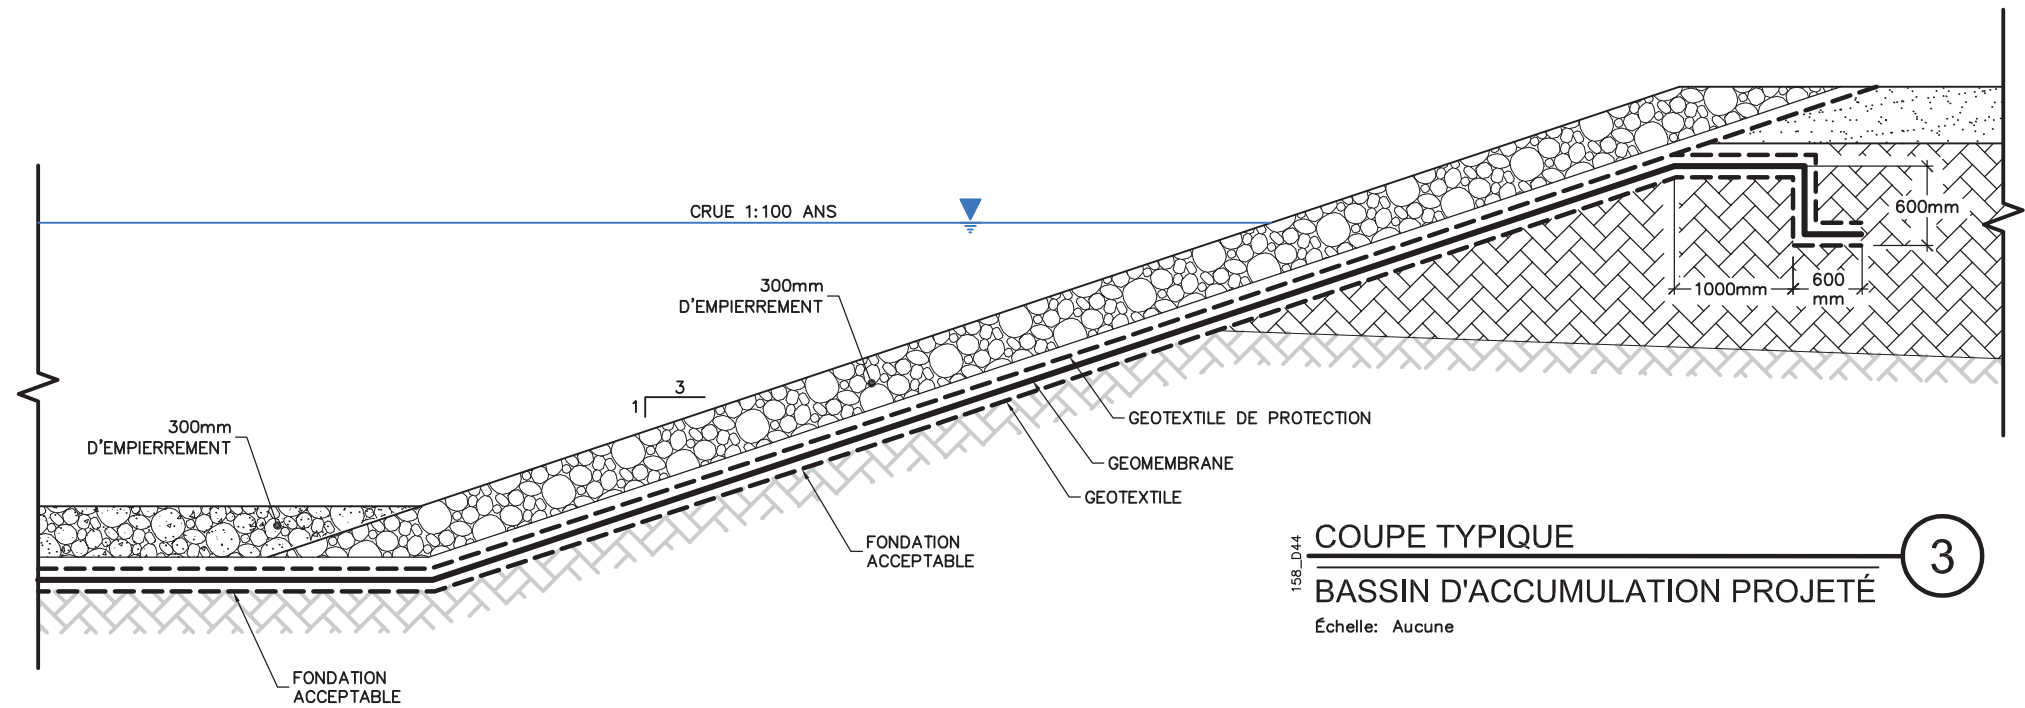 CRUE 1:100 ANS
600mm
1000mm
600
mm
300mm
D'EMPIERREMENT
3
1
300mm
D'EMPIERREMENT
GEOTEXTILE DE PROTECTION
GEOMEMBRANE
GEOTEXTILE
FONDATION
ACCEPTABLE
FONDATION
ACCEPTABLE
158_D44
COUPE TYPIQUE
3
BASSIN D'ACCUMULATION PROJETÉ
Échelle: Aucune